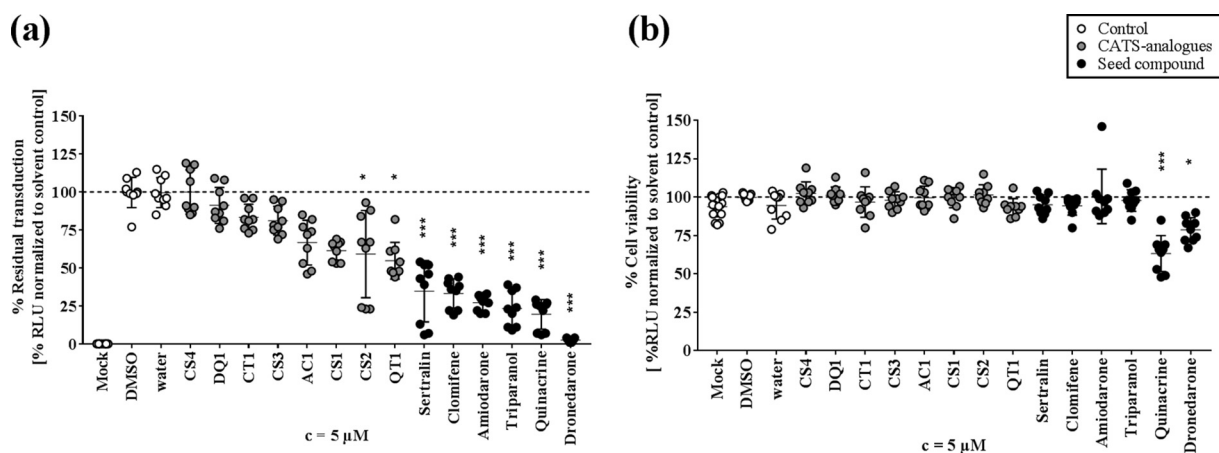 (a)
(b)
Control
CATS-analogues
Seed compound
% Residual transduction
[% RLU normalized to solvent control]
150
125
100
75
50
25
0
*
*
***
***
***
***
***
***
Mock
DMSO
water
CS4
DQ1
CT1
CS3
AC1
CS1
CS2
QT1
Sertralin
Clomifene
Amiodarone
Triparanol
Quinacrine
Dronedarone
c = 5 µM
% Cell viability
[%RLU normalized to solvent control]
150
125
100
75
50
25
0
***
*
Mock
DMSO
water
CS4
DQ1
CT1
CS3
AC1
CS1
CS2
QT1
Sertralin
Clomifene
Amiodarone
Triparanol
Quinacrine
Dronedarone
c = 5 µM